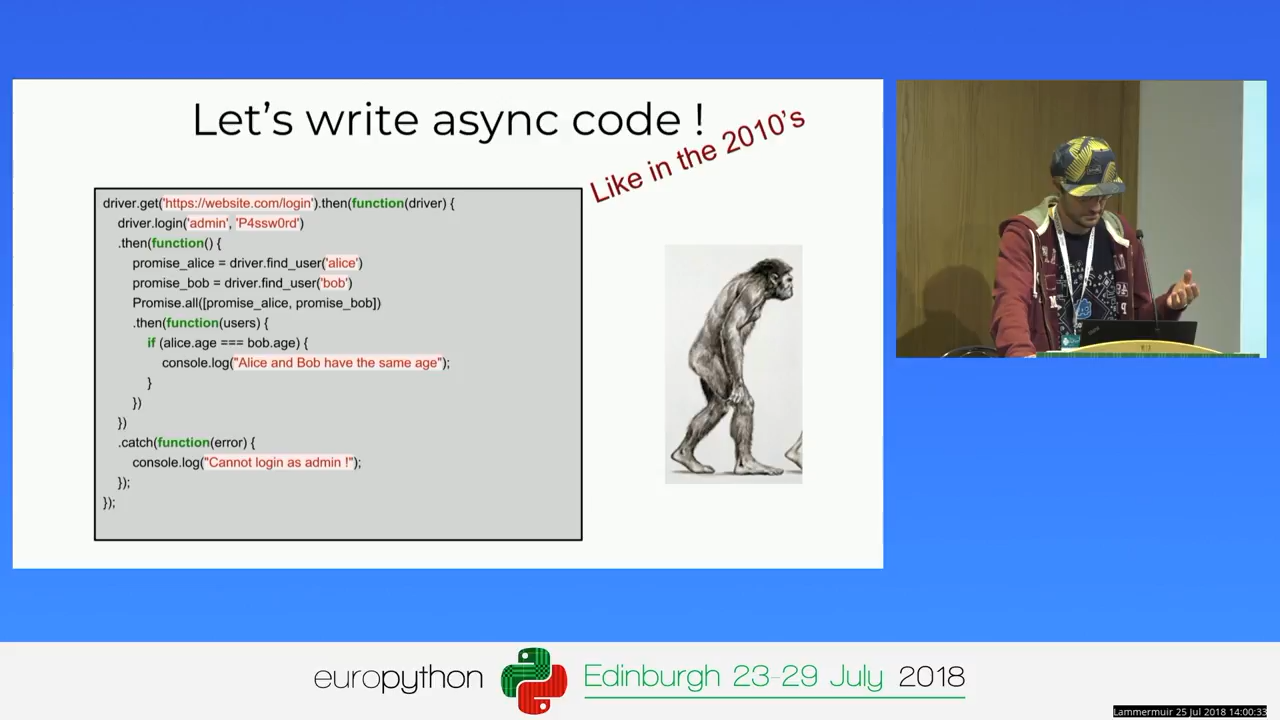 Let's write async code !
Like in the 2010's
driver.get('https://website.com/login').then(function(driver) {
driver.login('admin', 'P4ssw0rd')
.then(function() {
promise_alice = driver.find_user('alice')
promise_bob = driver.find_user('bob')
Promise.all([promise_alice, promise_bob])
.then(function(users) {
if (alice.age === bob.age) {
console.log("Alice and Bob have the same age");
}
})
})
.catch(function(error) {
console.log("Cannot login as admin !");
});
});
europython Edinburgh 23-29 July 2018
Lammermuir 25 Jul 2018 14:00:33